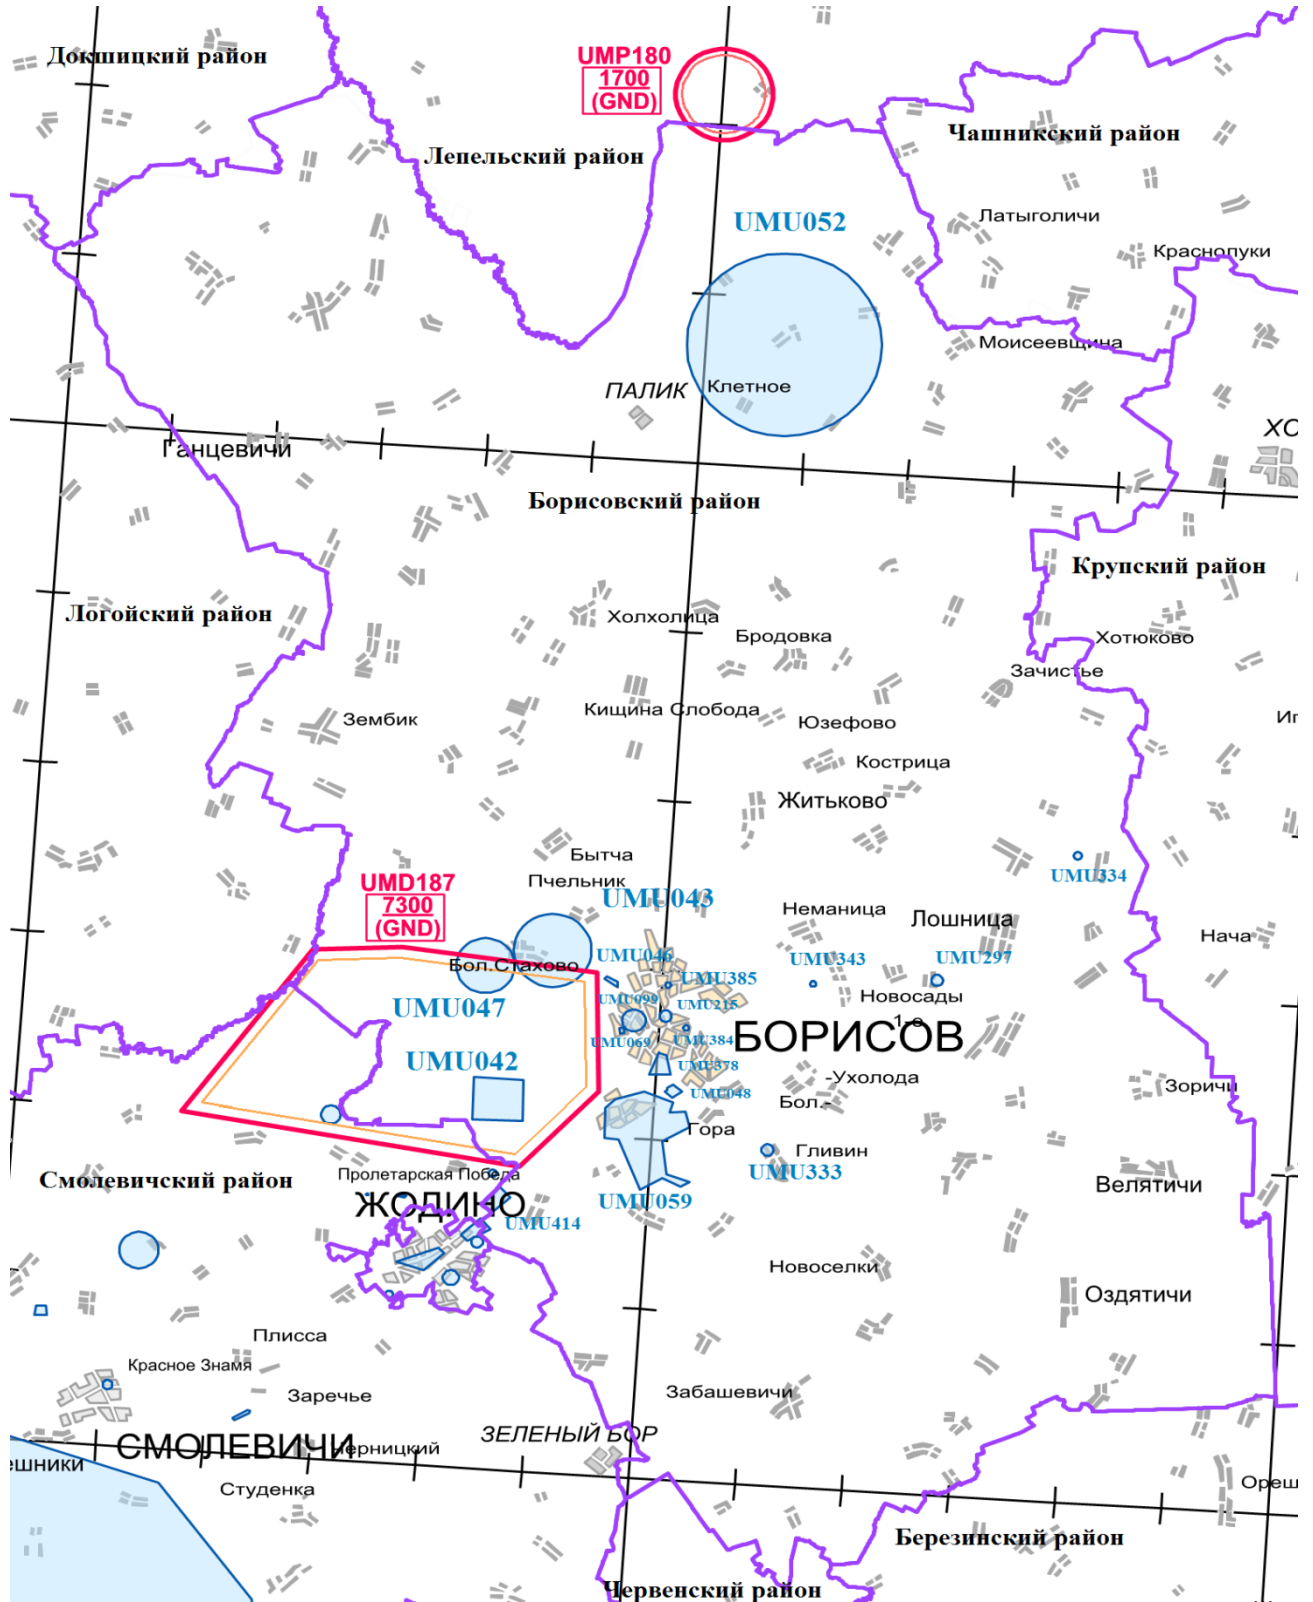 Докшицкий район
UMP180
1700
(GND)
Чашникский район
Лепельский район
UMU052
Латыголичи
Краснолуки
Моисеевщина
ПАЛИК
Клетное
Ганцевичи
Борисовский район
Крупский район
Логойский район
Холхолица
Бродовка
Хотюково
Зачистье
Зембик
Кищина Слобода
Юзефово
Кострица
Житьково
Бытча
Пчельник
UMU334
UMD187
7300
(GND)
UMU043
Неманица
Лошница
Нача
UMU046
Бол.Стахово
UMU343
UMU297
UMU385
UMU099
UMU215
Новосады
1-е
UMU047
UMU069
UMU384
БОРИСОВ
UMU042
UMU378
-Ухолода
Зоричи
UMU048
Бол.-
Гора
Гливин
Смолевичский район
Пролетарская Победа
UMU333
Велятичи
ЖОДИНО
UMU059
UMU414
Новоселки
Оздятичи
Плисса
Красное Знамя
Заречье
Забашевичи
СМОЛЕВИЧИ
ЗЕЛЕНЫЙ БОР
ешники
Студенка
Березинский район
Червенский район